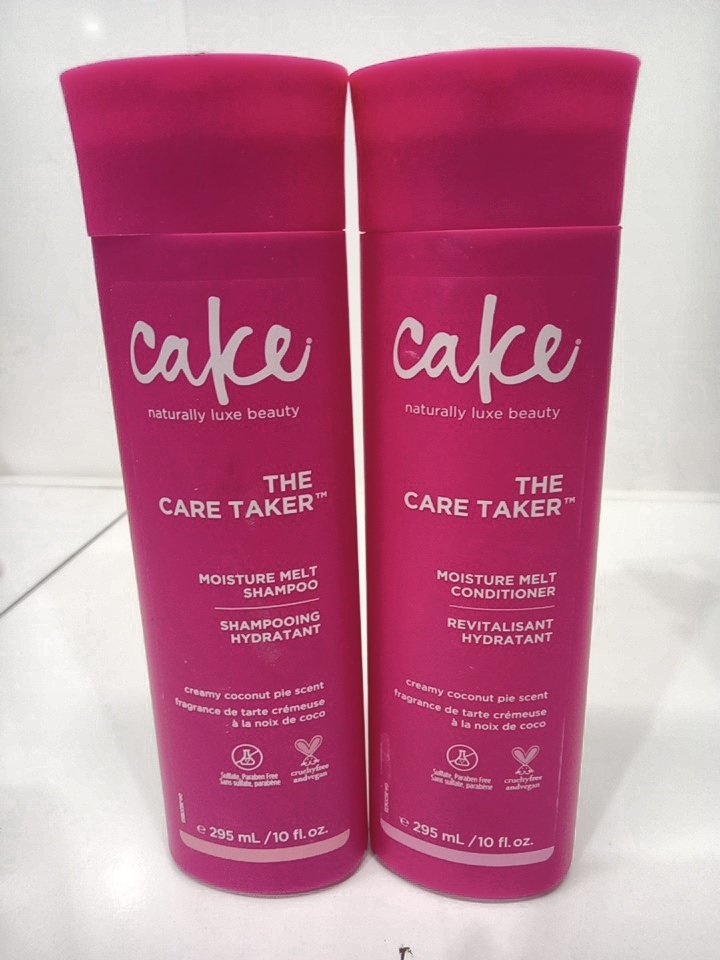 cake
naturally luxe beauty
THE
CARE TAKER™
MOISTURE MELT
SHAMPOO
SHAMPOOING
HYDRATANT
creamy coconut pie scent
fragrance de tarte crémeuse
à la noix de coco
Sulfate, Paraben Free
Sans sulfate, parabène
crueltyfree
andvegan
e 295 mL / 10 fl. oz.
cake
naturally luxe beauty
THE
CARE TAKER™
MOISTURE MELT
CONDITIONER
REVITALISANT
HYDRATANT
creamy coconut pie scent
fragrance de tarte crémeuse
à la noix de coco
Sulfate, Paraben Free
Sans sulfate, parabène
crueltyfree
andvegan
e 295 mL / 10 fl. oz.